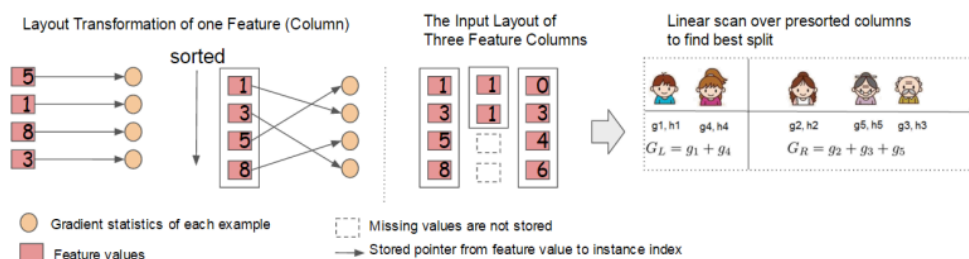 Layout Transformation of one Feature (Column)
The Input Layout of
Three Feature Columns
Linear scan over presorted columns
to find best split
sorted
5
1
8
3
1
3
5
8
1
3
5
8
1
1
0
3
4
6
g1, h1
g4, h4
g2, h2
g5, h5
g3, h3
G_L = g_1 + g_4
G_R = g_2 + g_3 + g_5
Gradient statistics of each example
Feature values
Missing values are not stored
Stored pointer from feature value to instance index